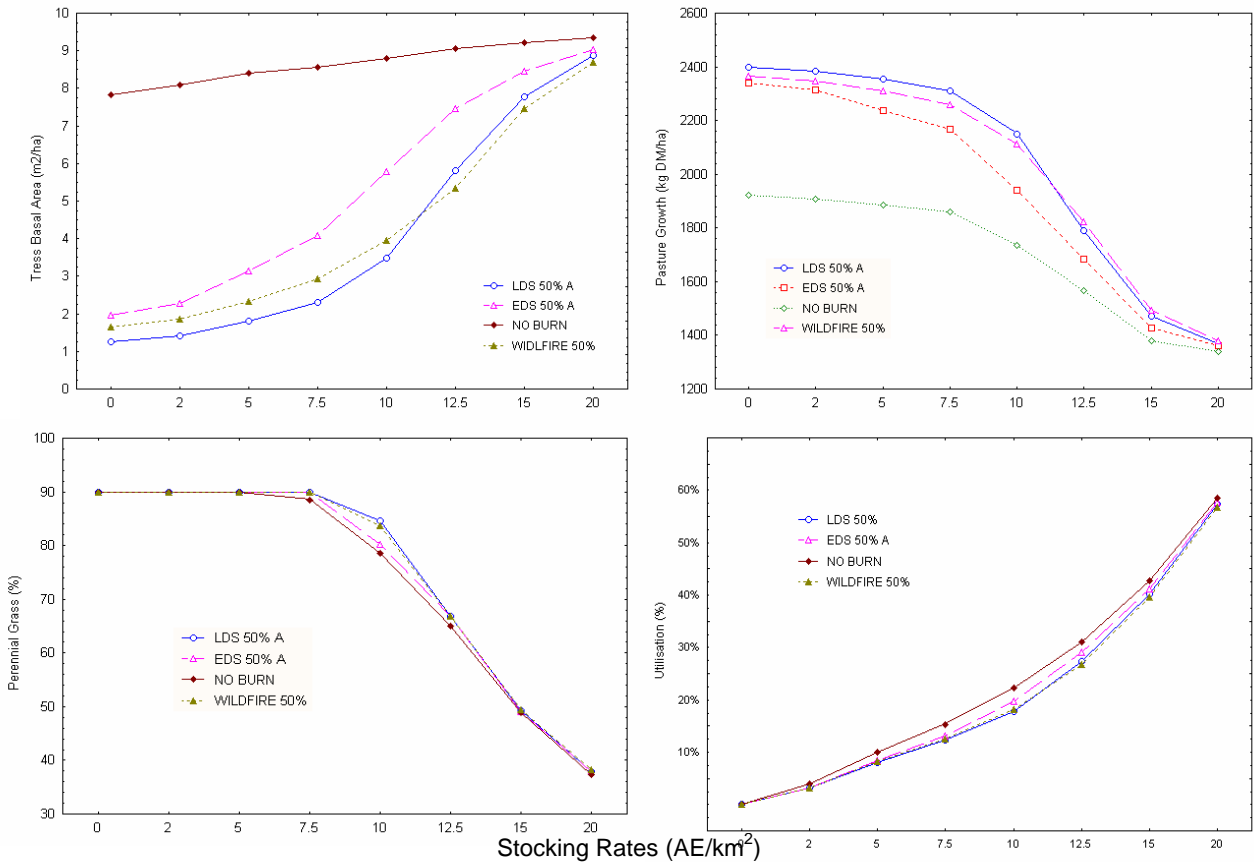 10
9
8
7
6
5
4
3
2
1
0
Tress Basal Area (m2/ha)
LDS 50% A
EDS 50% A
NO BURN
WIDLFIRE 50%
0 2 5 7.5 10 12.5 15 20
2600
2400
2200
2000
1800
1600
1400
1200
Pasture Growth (kg DM/ha)
LDS 50% A
EDS 50% A
NO BURN
WILDFIRE 50%
0 2 5 7.5 10 12.5 15 20
100
90
80
70
60
50
40
30
Perennial Grass (%)
LDS 50% A
EDS 50% A
NO BURN
WILDFIRE 50%
0 2 5 7.5 10 12.5 15 20
60%
50%
40%
30%
20%
10%
Utilisation (%)
LDS 50%
EDS 50% A
NO BURN
WILDFIRE 50%
0 2 5 7.5 10 12.5 15 20
Stocking Rates (AE/km²)